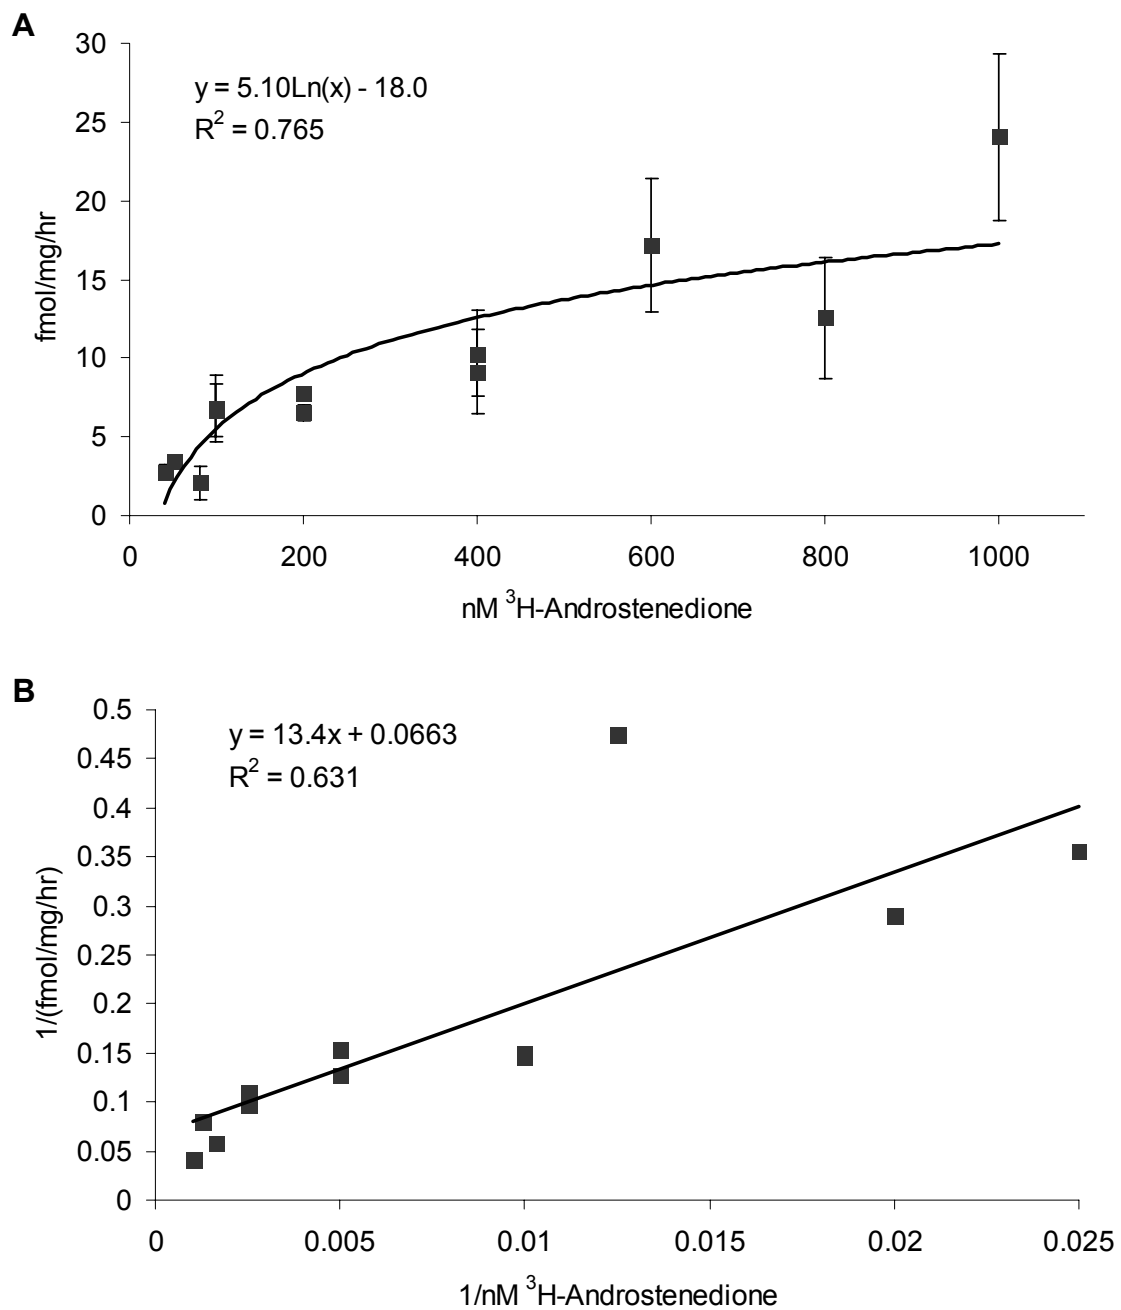 A
30
y = 5.10Ln(x) - 18.0
R² = 0.765
25
20
15
10
5
0
fmol/mg/hr
0 200 400 600 800 1000
nM ³H-Androstenedione
B
0.5
y = 13.4x + 0.0663
R² = 0.631
0.45
0.4
0.35
0.3
0.25
0.2
0.15
0.1
0.05
0
1/(fmol/mg/hr)
0 0.005 0.01 0.015 0.02 0.025
1/nM ³H-Androstenedione